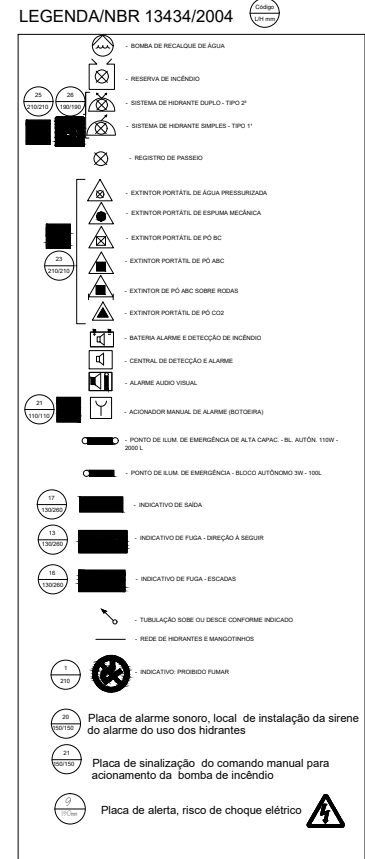 LEGENDA/NBR 13434/2004
Código
L/H mm
- BOMBA DE RECALQUE DE ÁGUA
- RESERVA DE INCÊNDIO
25
210/210
26
190/190
- SISTEMA DE HIDRANTE DUPLO - TIPO 2º
- SISTEMA DE HIDRANTE SIMPLES - TIPO 1º
- REGISTRO DE PASSEIO
- EXTINTOR PORTÁTIL DE ÁGUA PRESSURIZADA
- EXTINTOR PORTÁTIL DE ESPUMA MECÂNICA
- EXTINTOR PORTÁTIL DE PÓ BC
23
210/210
- EXTINTOR PORTÁTIL DE PÓ ABC
- EXTINTOR DE PÓ ABC SOBRE RODAS
- EXTINTOR PORTÁTIL DE PÓ CO2
- BATERIA ALARME E DETECÇÃO DE INCÊNDIO
- CENTRAL DE DETECÇÃO E ALARME
- ALARME AUDIO VISUAL
21
110/110
- ACIONADOR MANUAL DE ALARME (BOTOEIRA)
- PONTO DE ILUM. DE EMERGÊNCIA DE ALTA CAPAC. - BL. AUTÔN. 110W -
2000 L
- PONTO DE ILUM. DE EMERGÊNCIA - BLOCO AUTÔNOMO 3W - 100L
17
130/260
- INDICATIVO DE SAÍDA
13
130/260
- INDICATIVO DE FUGA - DIREÇÃO À SEGUIR
16
130/260
- INDICATIVO DE FUGA - ESCADAS
- TUBULAÇÃO SOBE OU DESCE CONFORME INDICADO
- REDE DE HIDRANTES E MANGOTINHOS
1
210
- INDICATIVO: PROIBIDO FUMAR
20
150/150
Placa de alarme sonoro, local de instalação da sirene
do alarme do uso dos hidrantes
21
150/150
Placa de sinalização do comando manual para
acionamento da bomba de incêndio
9
Placa de alerta, risco de choque elétrico